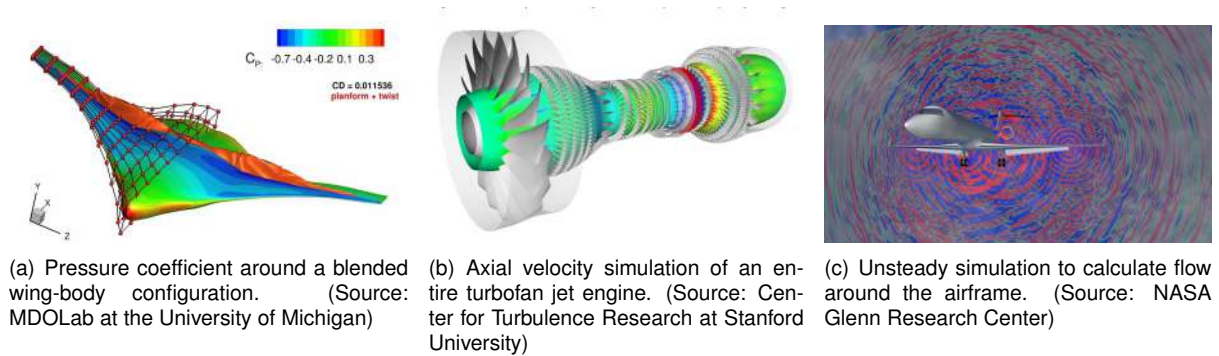 C_P: -0.7 -0.4 -0.2 0.1 0.3
CD = 0.011536
planform + twist
Y
X
Z
(a) Pressure coefficient around a blended
wing-body configuration. (Source:
MDOLab at the University of Michigan)
(b) Axial velocity simulation of an en-
tire turbofan jet engine. (Source: Cen-
ter for Turbulence Research at Stanford
University)
(c) Unsteady simulation to calculate flow
around the airframe. (Source: NASA
Glenn Research Center)